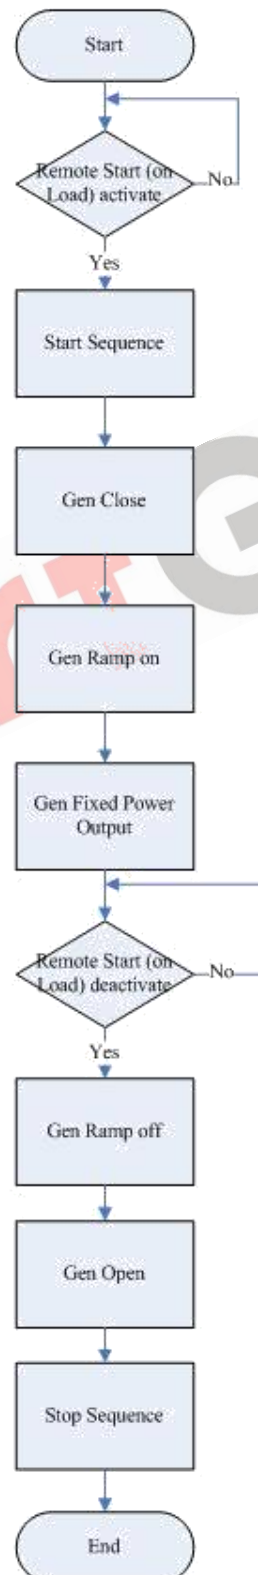 Start
Remote Start (on
Load) activate
No
Yes
Start Sequence
Gen Close
Gen Ramp on
Gen Fixed Power
Output
Remote Start (on
Load) deactivate
No
Yes
Gen Ramp off
Gen Open
Stop Sequence
End